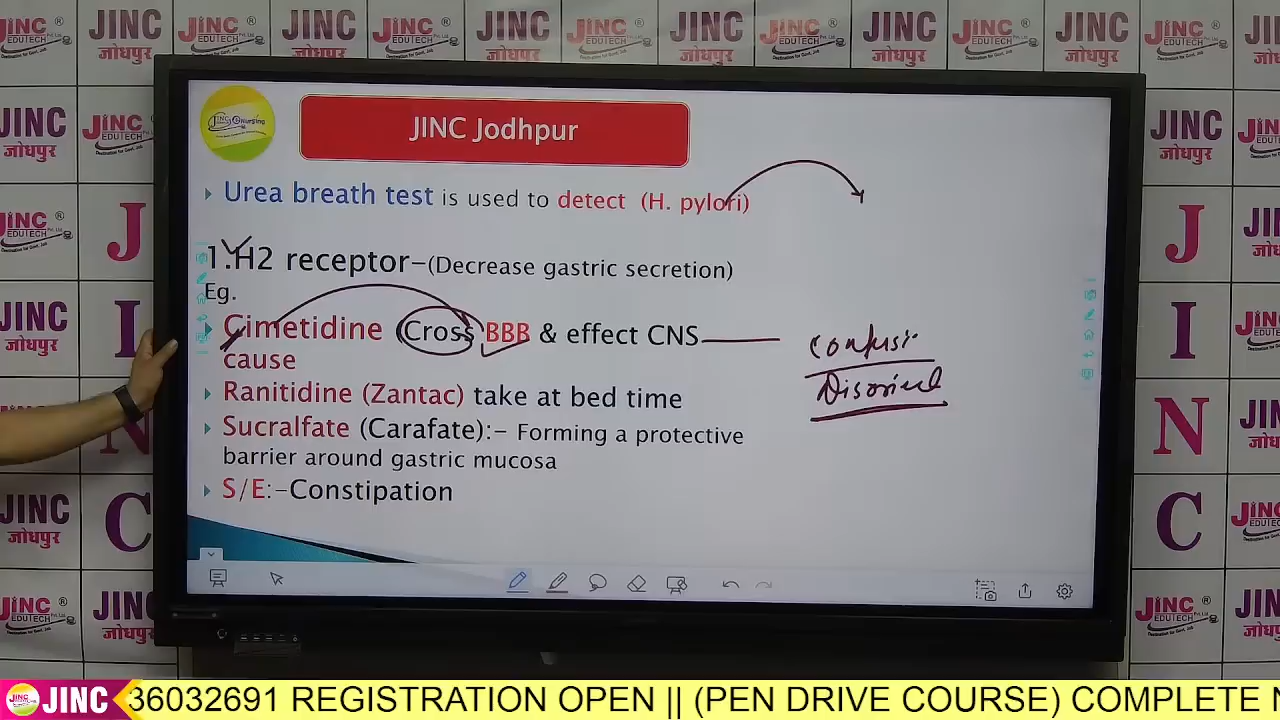 JINC Jodhpur
Urea breath test is used to detect (H. pylori)
1.H2 receptor-(Decrease gastric secretion)
Eg.
Cimetidine (Cross BBB & effect CNS
cause
Ranitidine (Zantac) take at bed time
Sucralfate (Carafate):- Forming a protective
barrier around gastric mucosa
S/E:-Constipation
J
I
N
C
J
I
N
C
JINC
जोधपुर
JINC EDUTECH
JINC 36032691 REGISTRATION OPEN || (PEN DRIVE COURSE) COMPLETE